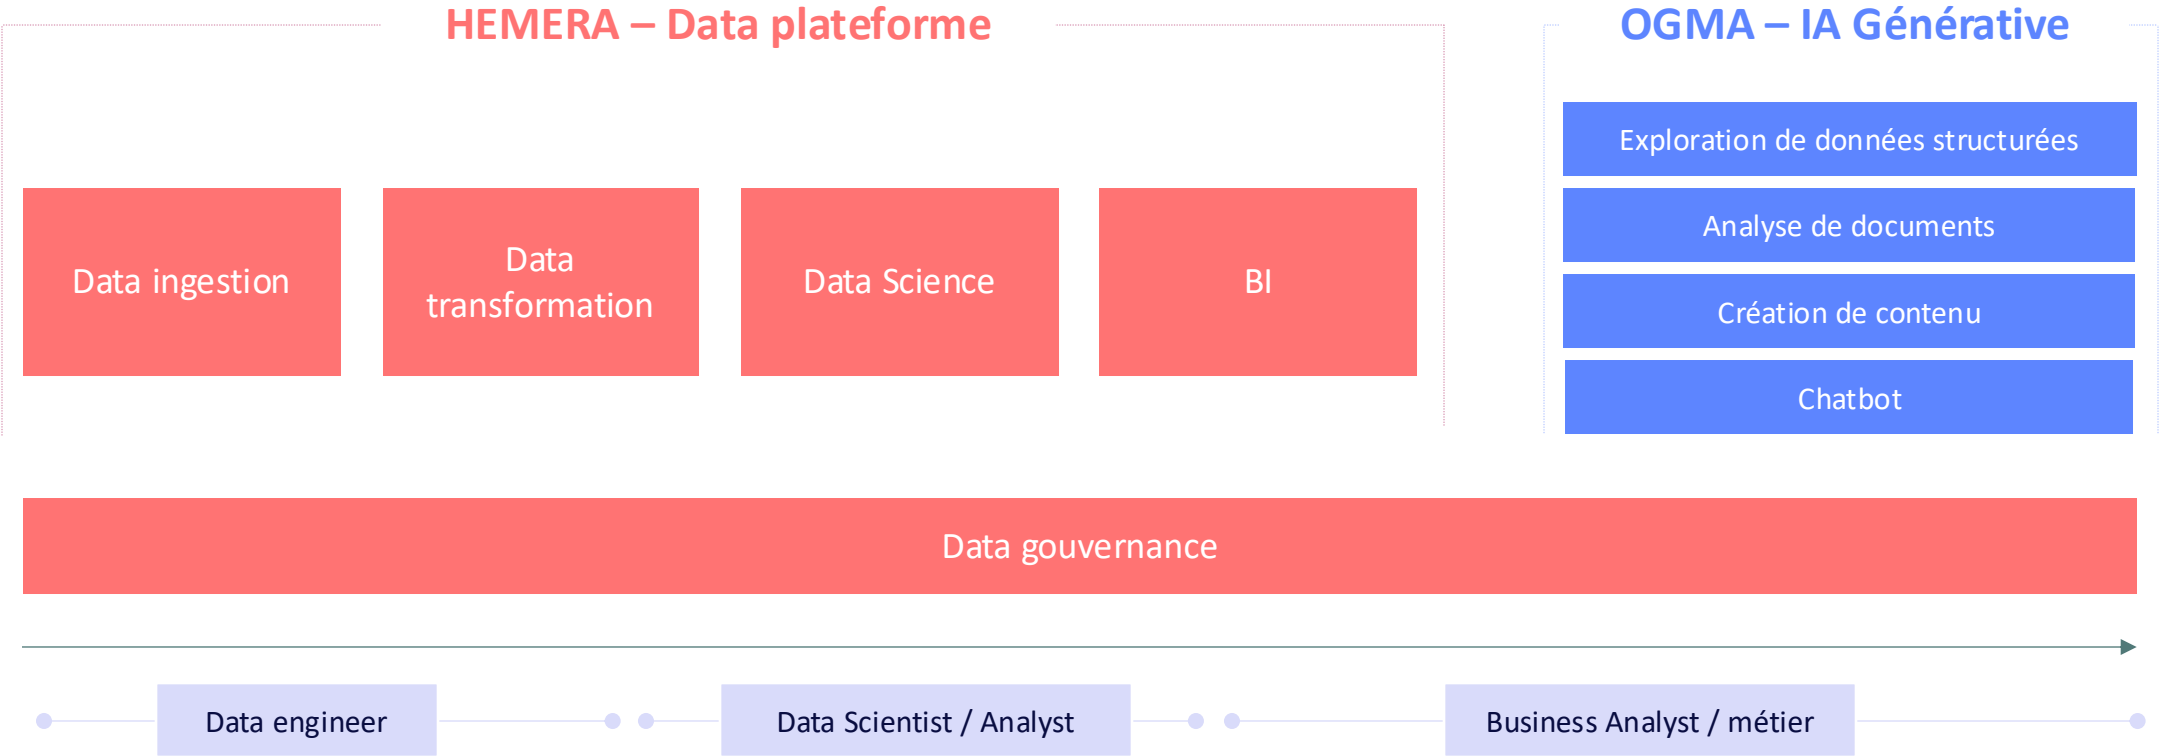 HEMERA – Data plateforme
OGMA – IA Générative
Data ingestion
Data
transformation
Data Science
BI
Exploration de données structurées
Analyse de documents
Création de contenu
Chatbot
Data gouvernance
Data engineer
Data Scientist / Analyst
Business Analyst / métier